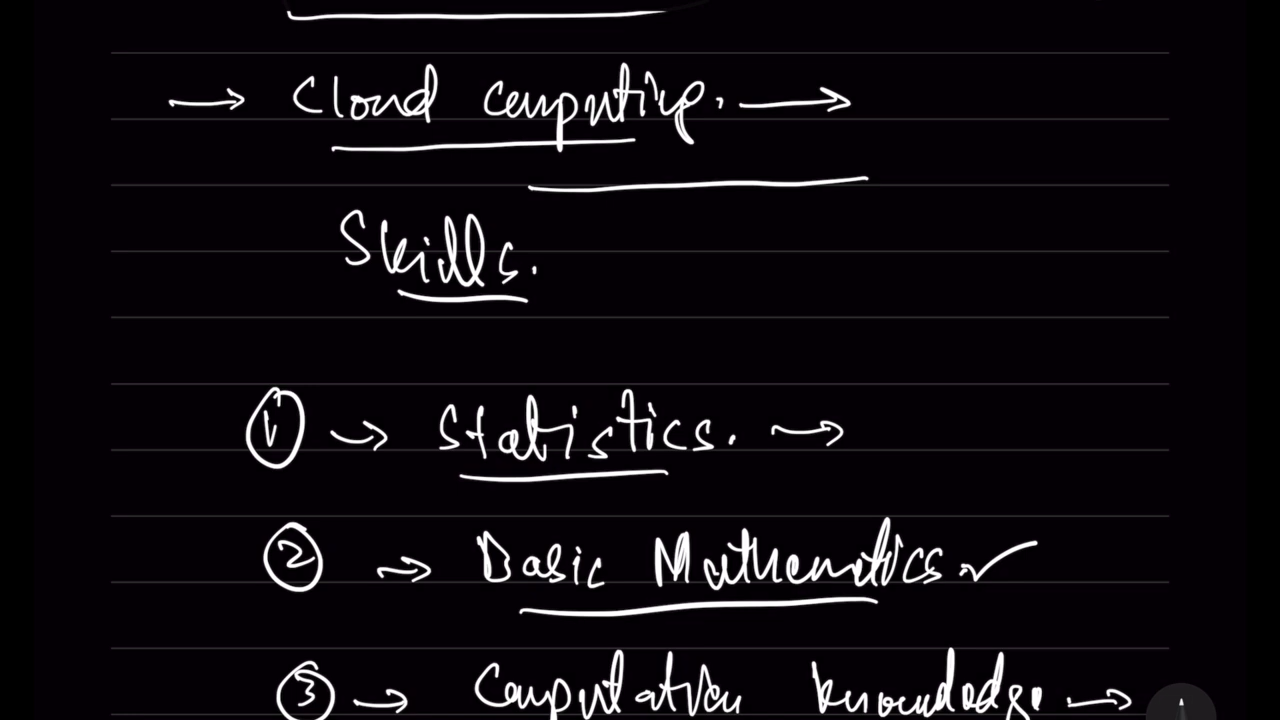 → Cloud computing. →
Skills.
① → Statistics. →
② → Basic Mathematics. ✓
③ → Computation knowledge →